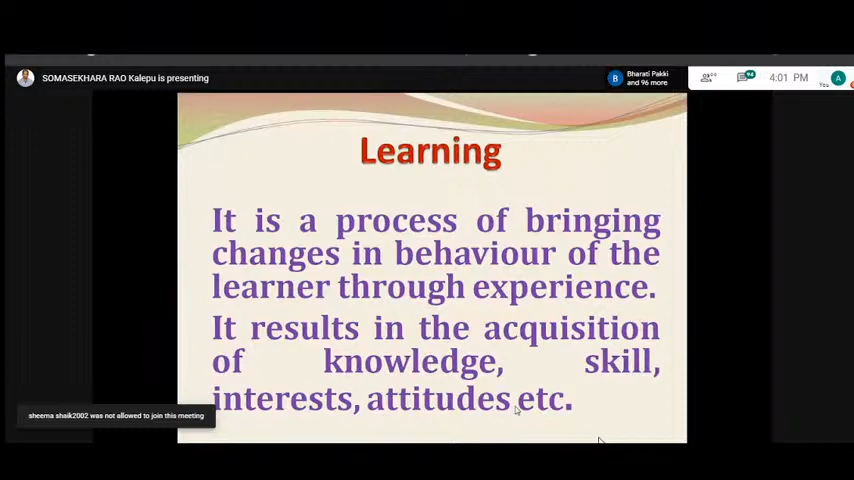 SOMASEKHARA RAO Kalepu is presenting
B
Bharati Pakki
and 96 more
94
4:01 PM
You
A
Learning
It is a process of bringing
changes in behaviour of the
learner through experience.
It results in the acquisition
of knowledge, skill,
interests, attitudes etc.
sheema shaik2002 was not allowed to join this meeting